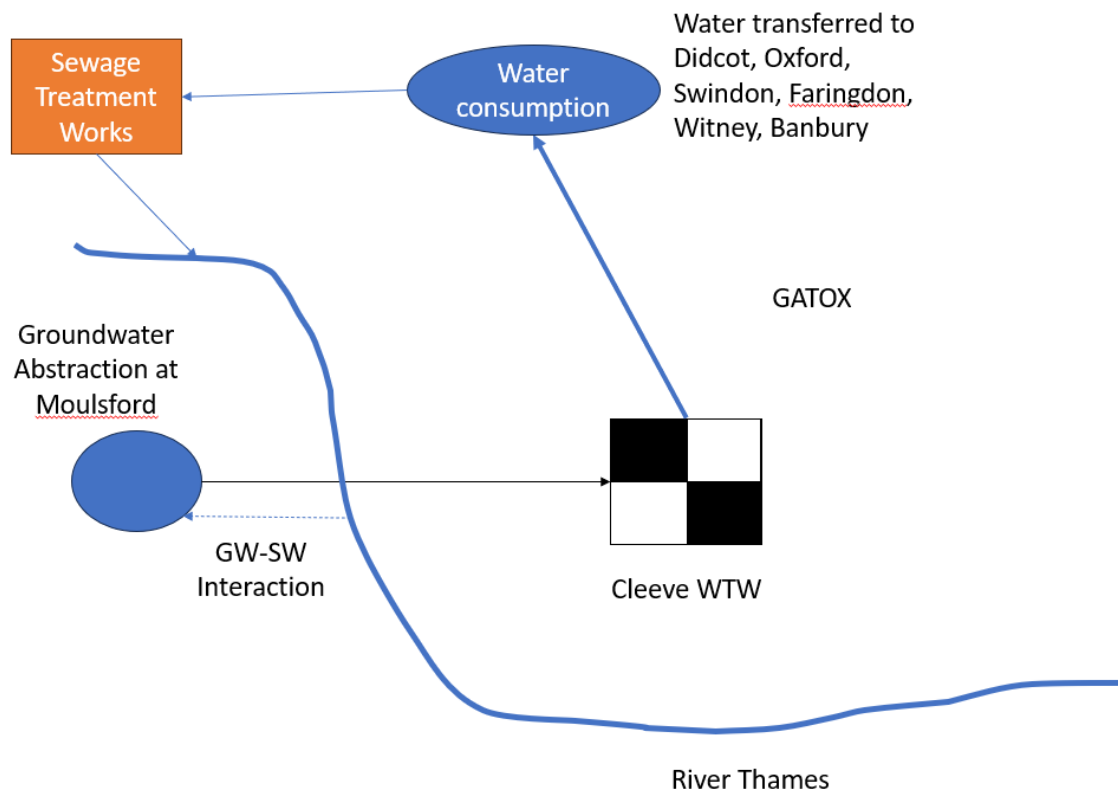 Sewage
Treatment
Works
Water
consumption
Water transferred to
Didcot, Oxford,
Swindon, Faringdon,
Witney, Banbury
GATOX
Groundwater
Abstraction at
Moulsford
GW-SW
Interaction
Cleeve WTW
River Thames